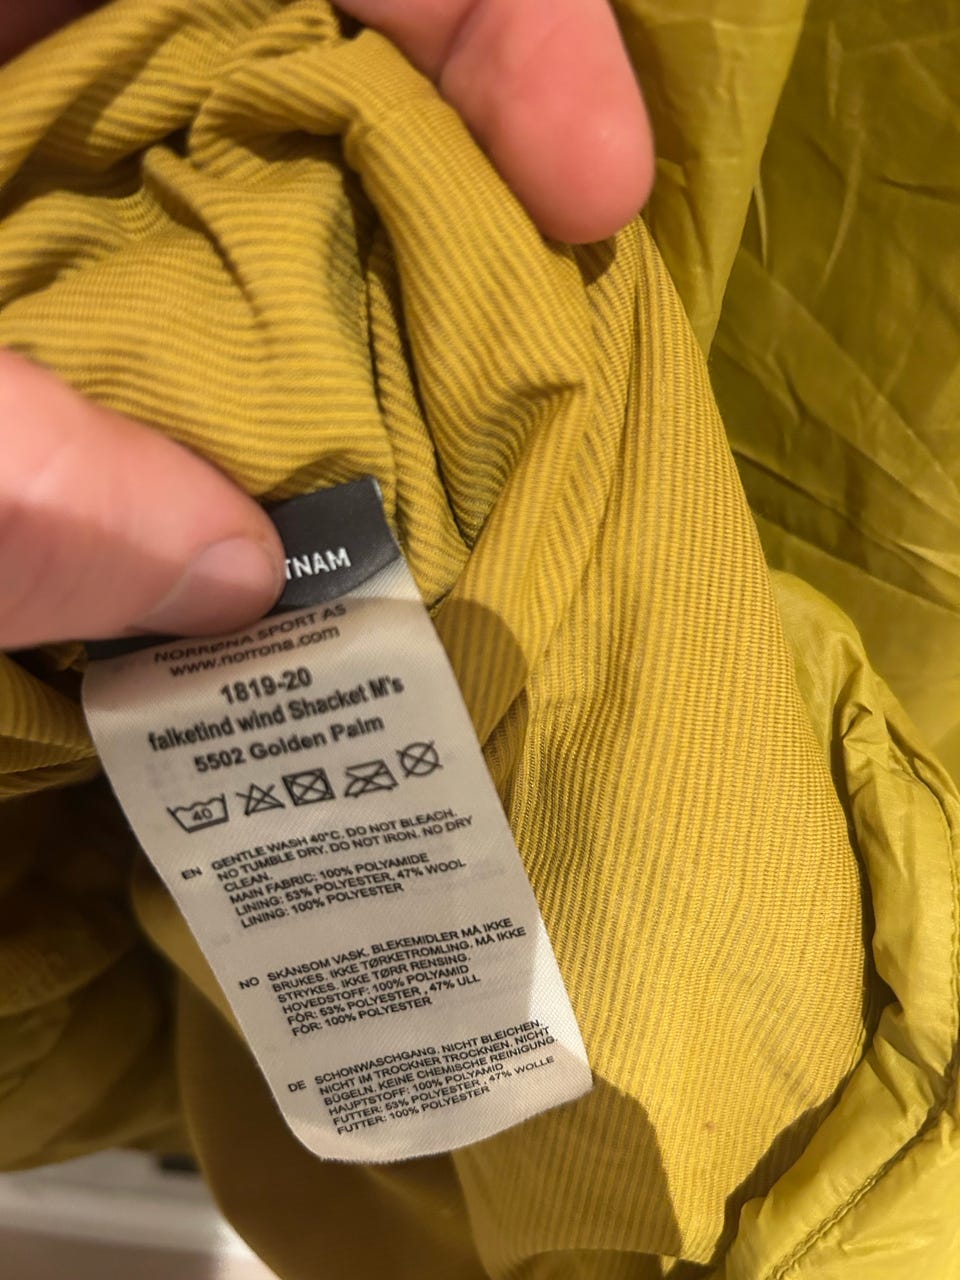 TNAM
NORRØNA SPORT AS
www.norrona.com
1819-20
falketind wind Shacket M's
5502 Golden Palm
40
EN GENTLE WASH 40°C. DO NOT BLEACH.
NO TUMBLE DRY. DO NOT IRON. NO DRY
CLEAN.
MAIN FABRIC: 100% POLYAMIDE
LINING: 53% POLYESTER, 47% WOOL
LINING: 100% POLYESTER
NO SKÅNSOM VASK. BLEKEMIDLER MÅ IKKE
BRUKES. IKKE TØRKETROMLING. MÅ IKKE
STRYKES. IKKE TØRR RENSING.
HOVEDSTOFF: 100% POLYAMID
FÔR: 53% POLYESTER , 47% ULL
FÔR: 100% POLYESTER
DE SCHONWASCHGANG. NICHT BLEICHEN.
NICHT IM TROCKNER TROCKNEN. NICHT
BÜGELN. KEINE CHEMISCHE REINIGUNG.
HAUPTSTOFF: 100% POLYAMID
FUTTER: 53% POLYESTER , 47% WOLLE
FUTTER: 100% POLYESTER